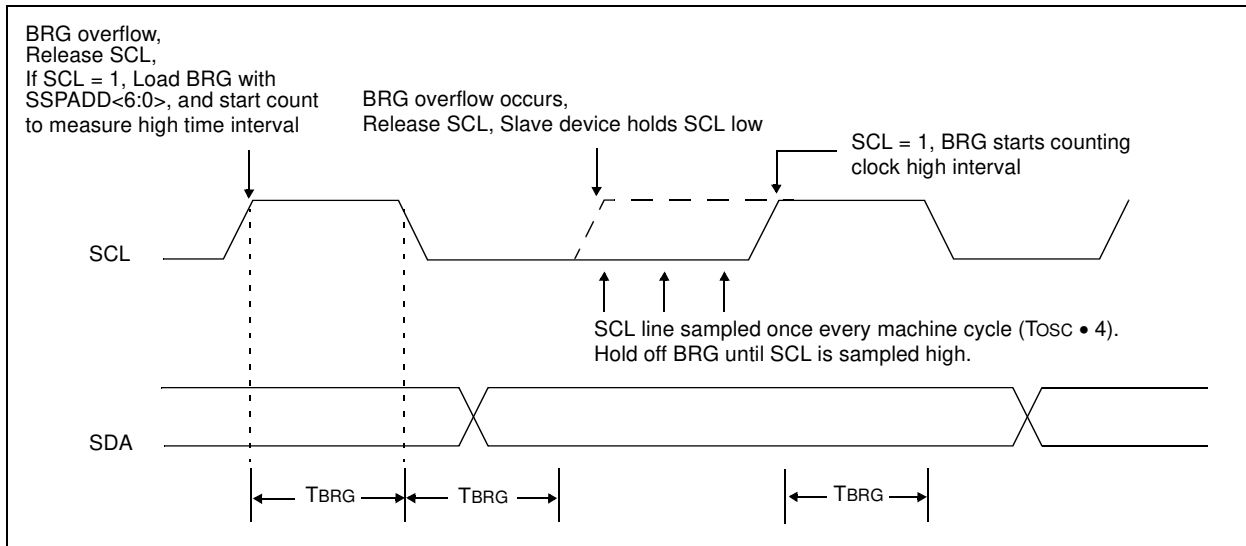 BRG overflow,
Release SCL,
If SCL = 1, Load BRG with
SSPADD<6:0>, and start count
to measure high time interval
BRG overflow occurs,
Release SCL, Slave device holds SCL low
SCL = 1, BRG starts counting
clock high interval
SCL
SCL line sampled once every machine cycle (TOSC • 4).
Hold off BRG until SCL is sampled high.
SDA
TBRG
TBRG
TBRG